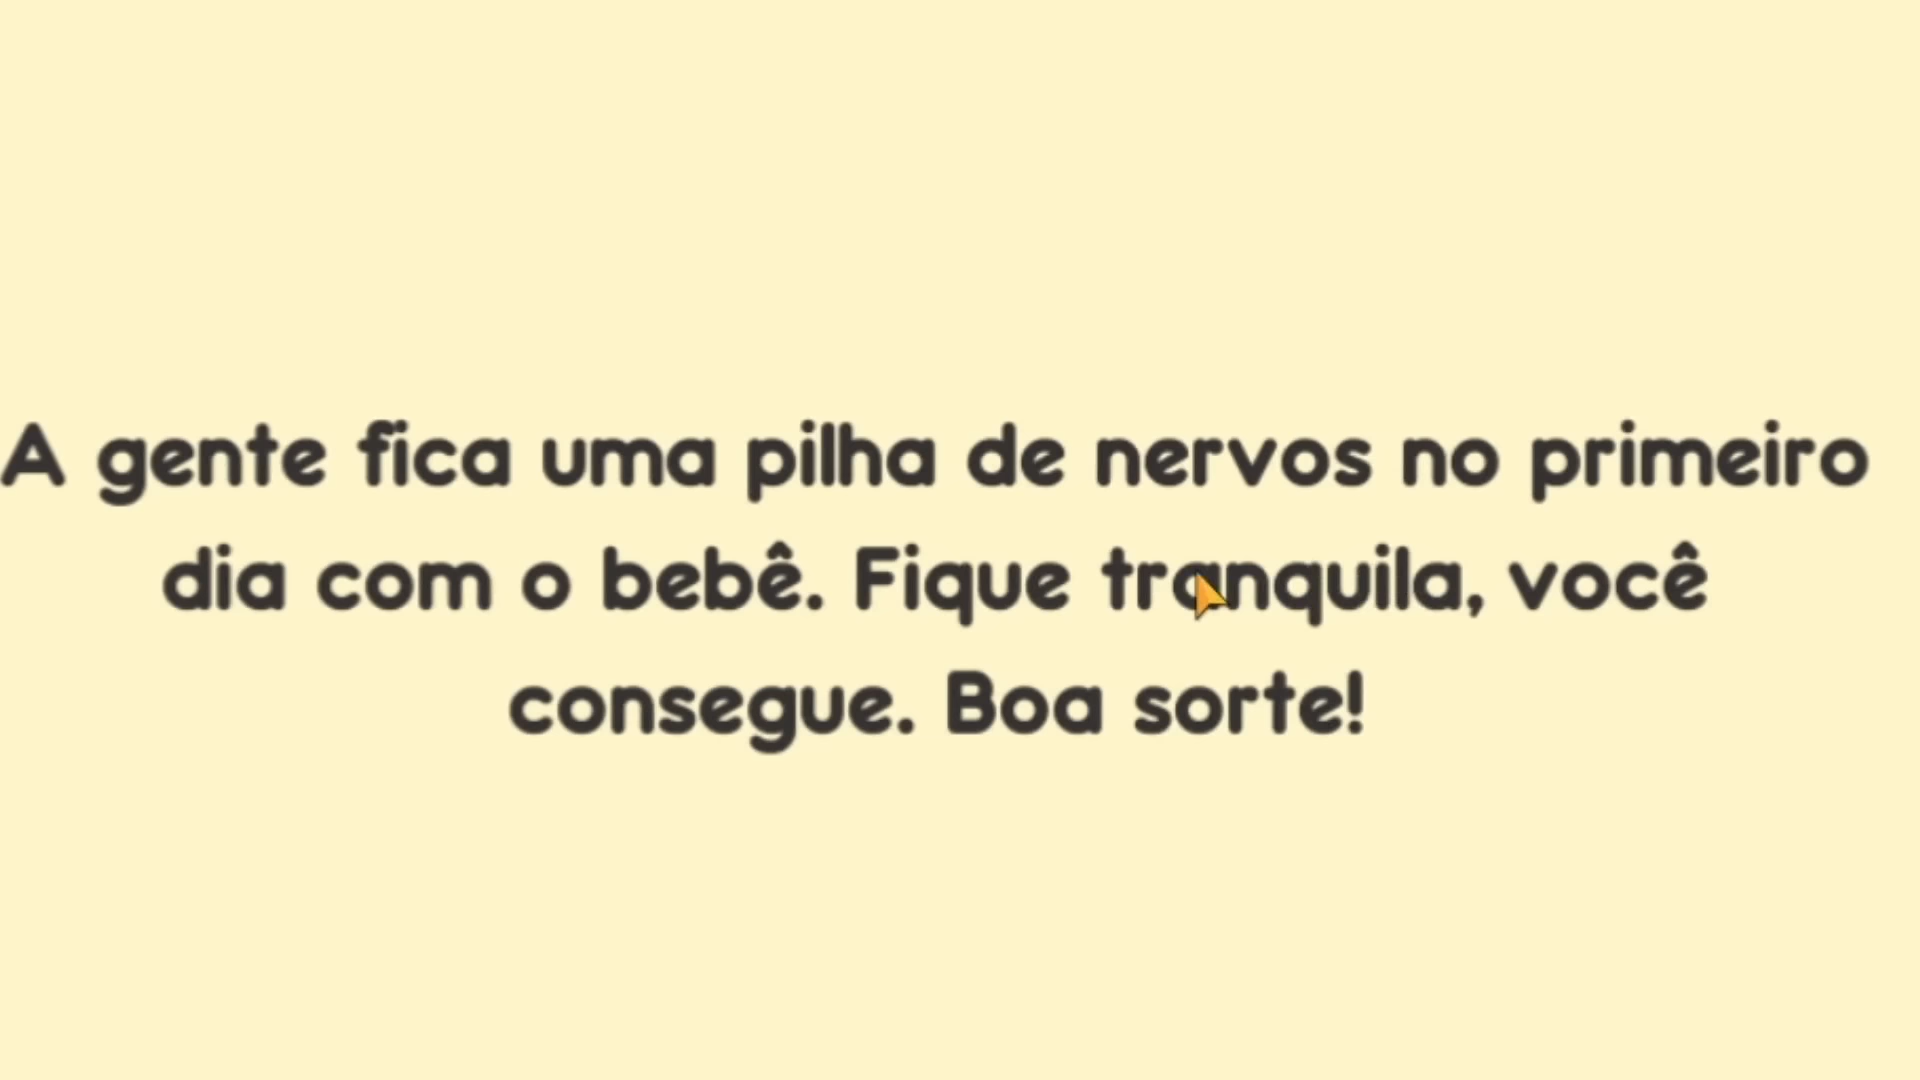 A gente fica uma pilha de nervos no primeiro
dia com o bebê. Fique tranquila, você
consegue. Boa sorte!